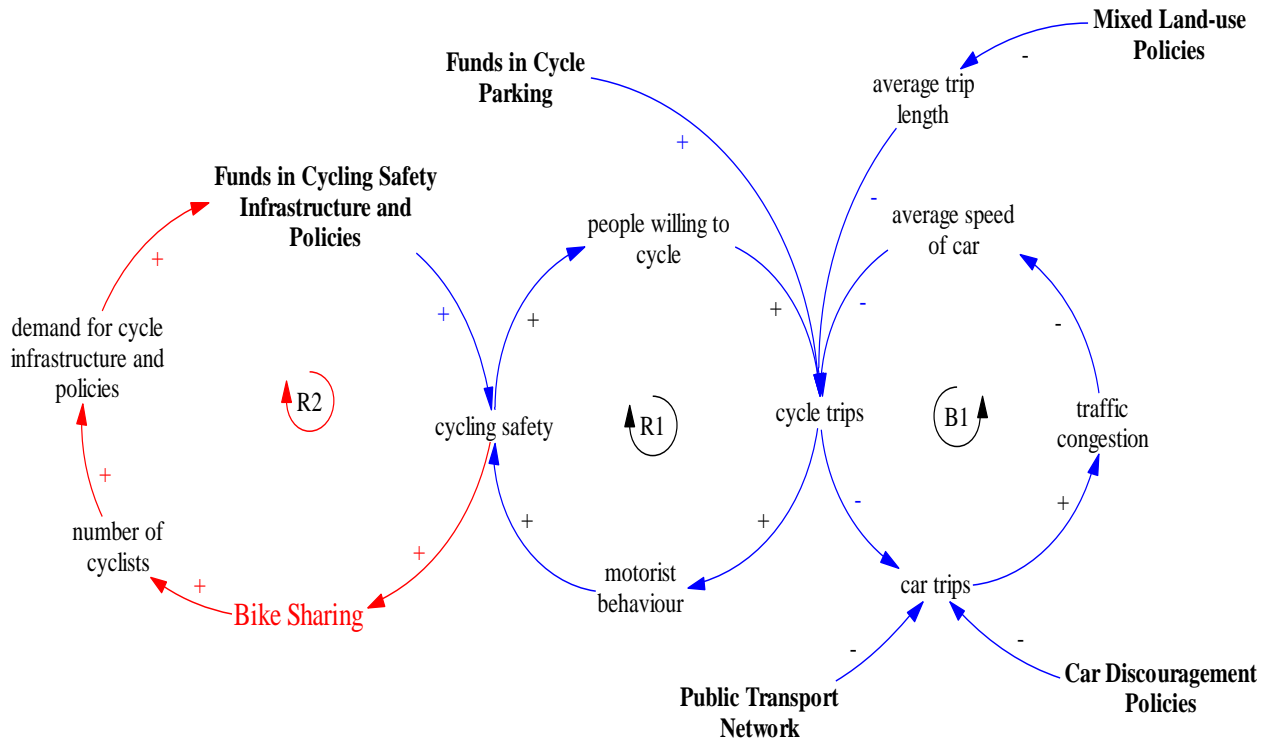 Mixed Land-use
Policies
-
Funds in Cycle
Parking
average trip
length
+
-
Funds in Cycling Safety
Infrastructure and
Policies
people willing to
cycle
average speed
of car
+
+
+
+
-
-
demand for cycle
infrastructure and
policies
R2
R1
B1
cycling safety
cycle trips
traffic
congestion
+
+
+
-
+
number of
cyclists
+
+
motorist
behaviour
car trips
Bike Sharing
-
-
Public Transport
Network
Car Discouragement
Policies